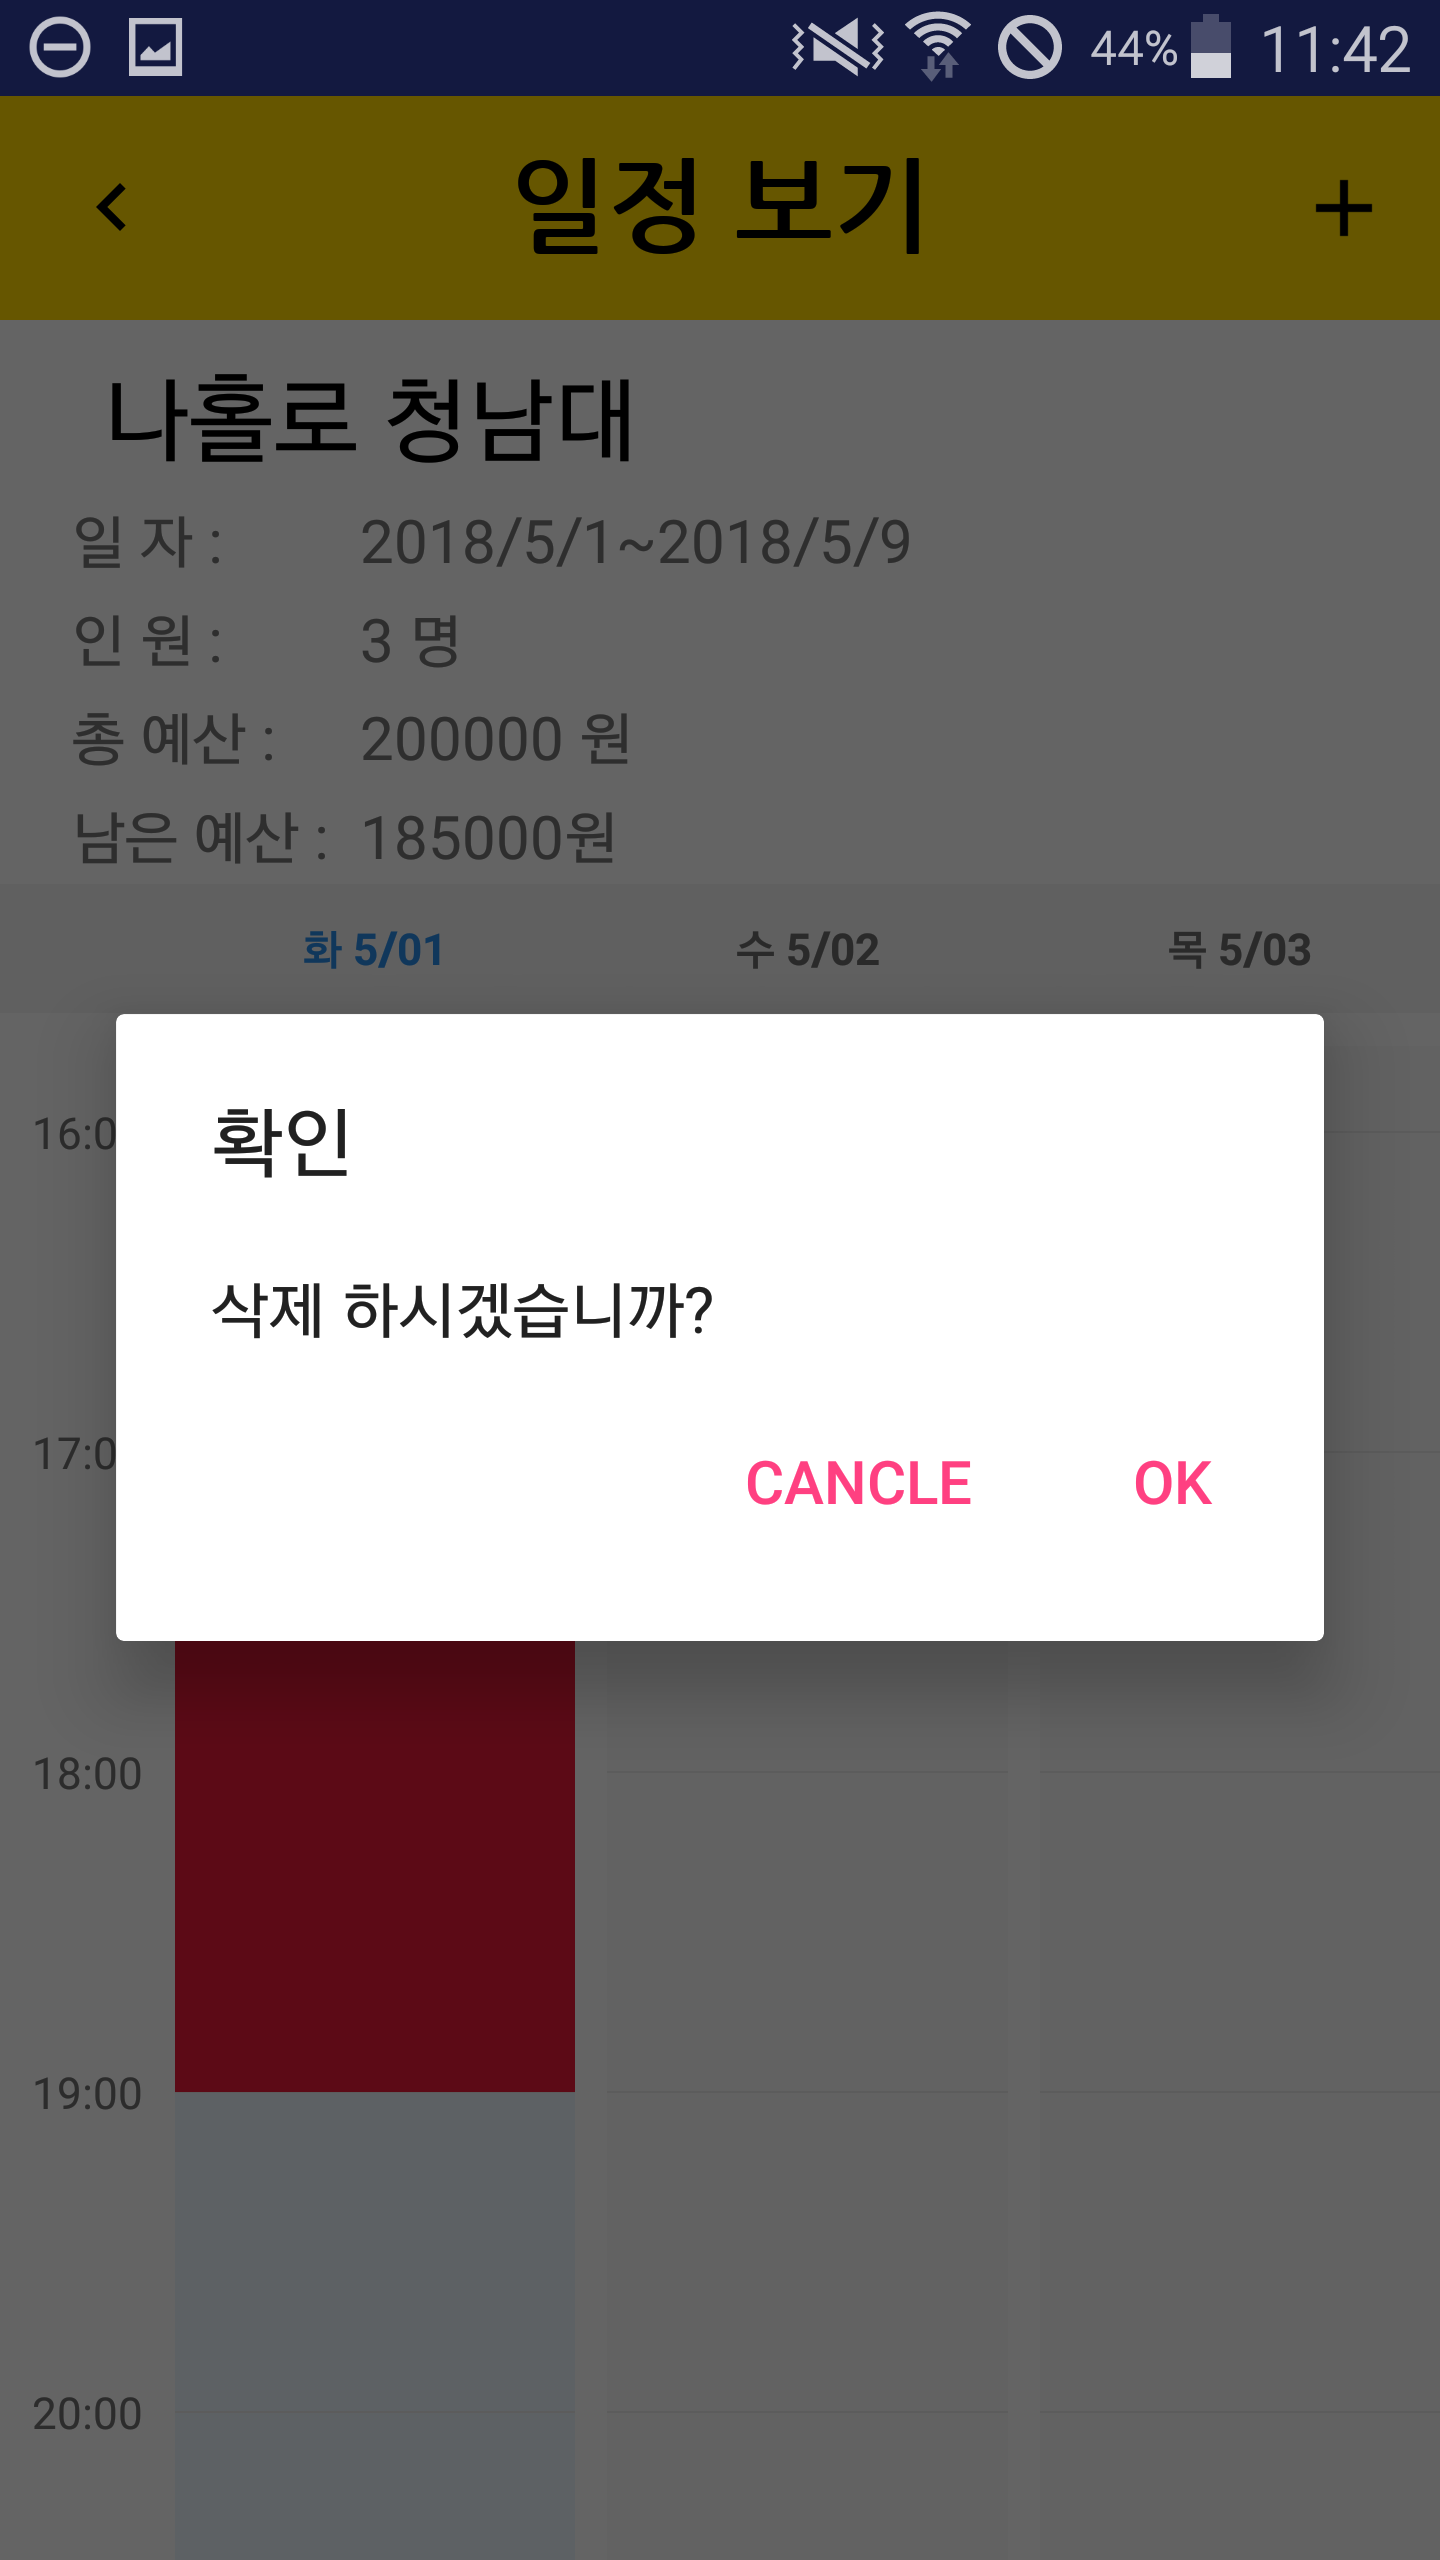 44% 11:42
일정 보기
나홀로 청남대
일 자 : 2018/5/1~2018/5/9
인 원 : 3 명
총 예산 : 200000 원
남은 예산 : 185000원
화 5/01 수 5/02 목 5/03
16:0
확인
삭제 하시겠습니까?
17:0
CANCLE OK
18:00
19:00
20:00